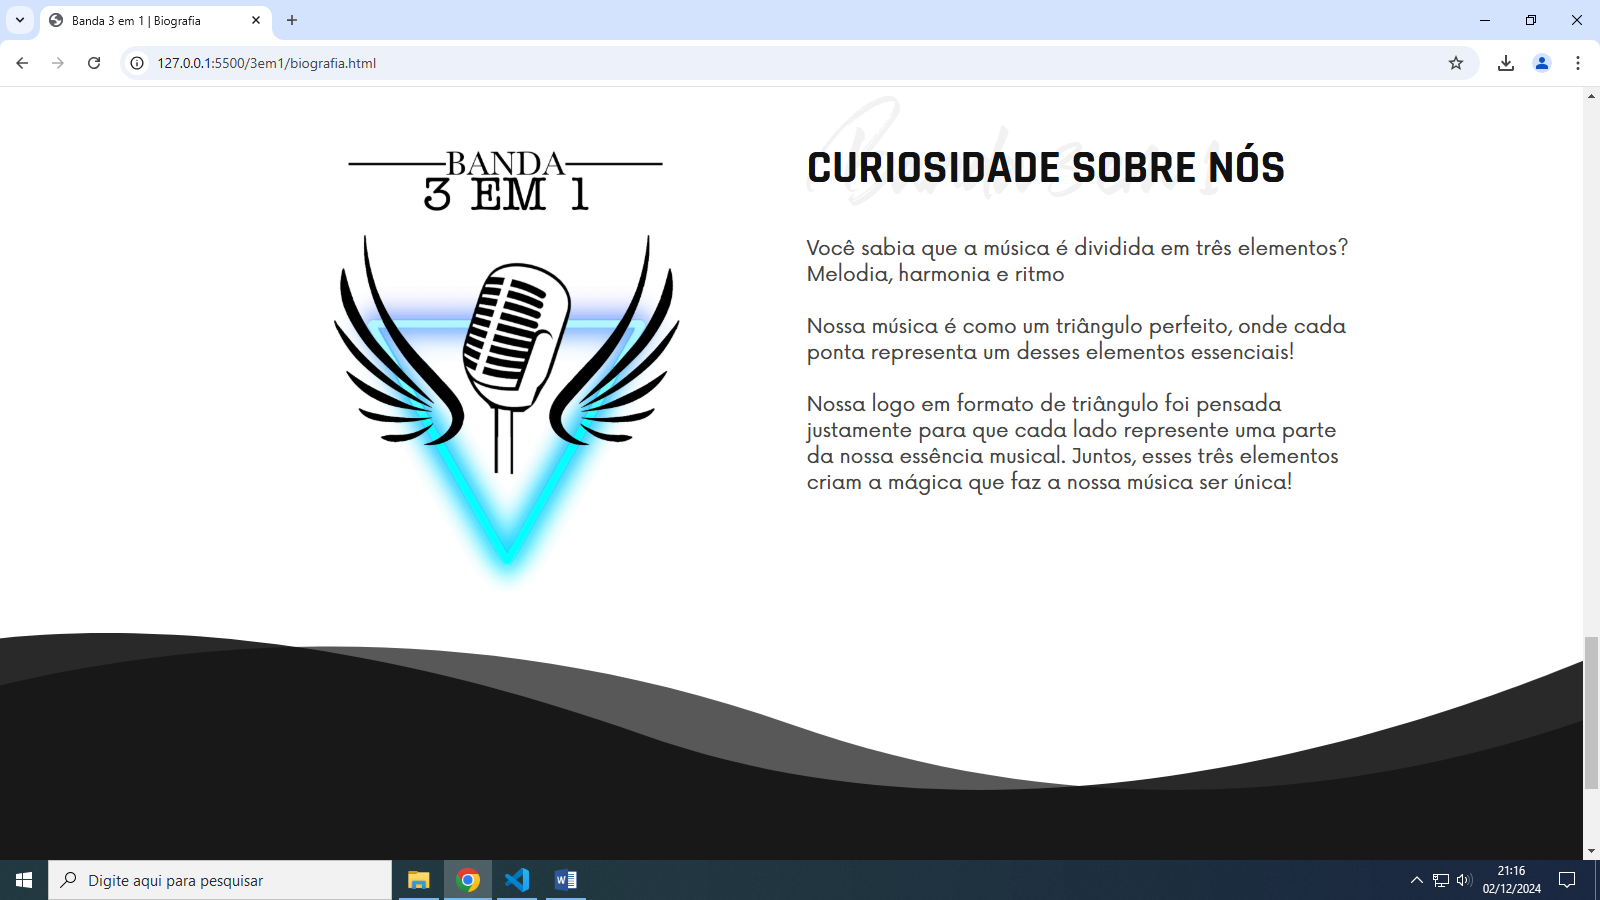 Banda 3 em 1 | Biografia
127.0.0.1:5500/3em1/biografia.html
BANDA
3 EM 1
Banda 3 em 1
CURIOSIDADE SOBRE NÓS
Você sabia que a música é dividida em três elementos?
Melodia, harmonia e ritmo
Nossa música é como um triângulo perfeito, onde cada
ponta representa um desses elementos essenciais!
Nossa logo em formato de triângulo foi pensada
justamente para que cada lado represente uma parte
da nossa essência musical. Juntos, esses três elementos
criam a mágica que faz a nossa música ser única!
Digite aqui para pesquisar
21:16
02/12/2024